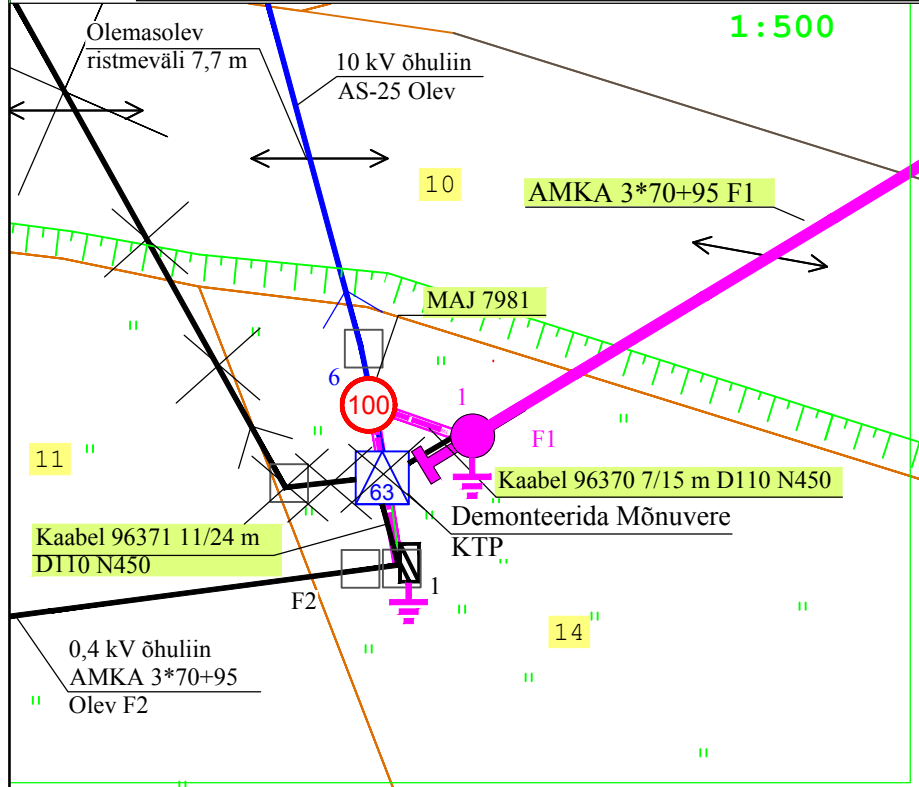 1:500
Olemasolev
ristmeväli 7,7 m
10 kV õhuliin
AS-25 Olev
10
AMKA 3*70+95 F1
MAJ 7981
6
100
1
F1
11
63
Kaabel 96370 7/15 m D110 N450
Demonteerida Mõnuvere
KTP
Kaabel 96371 11/24 m
D110 N450
1
F2
14
0,4 kV õhuliin
AMKA 3*70+95
Olev F2